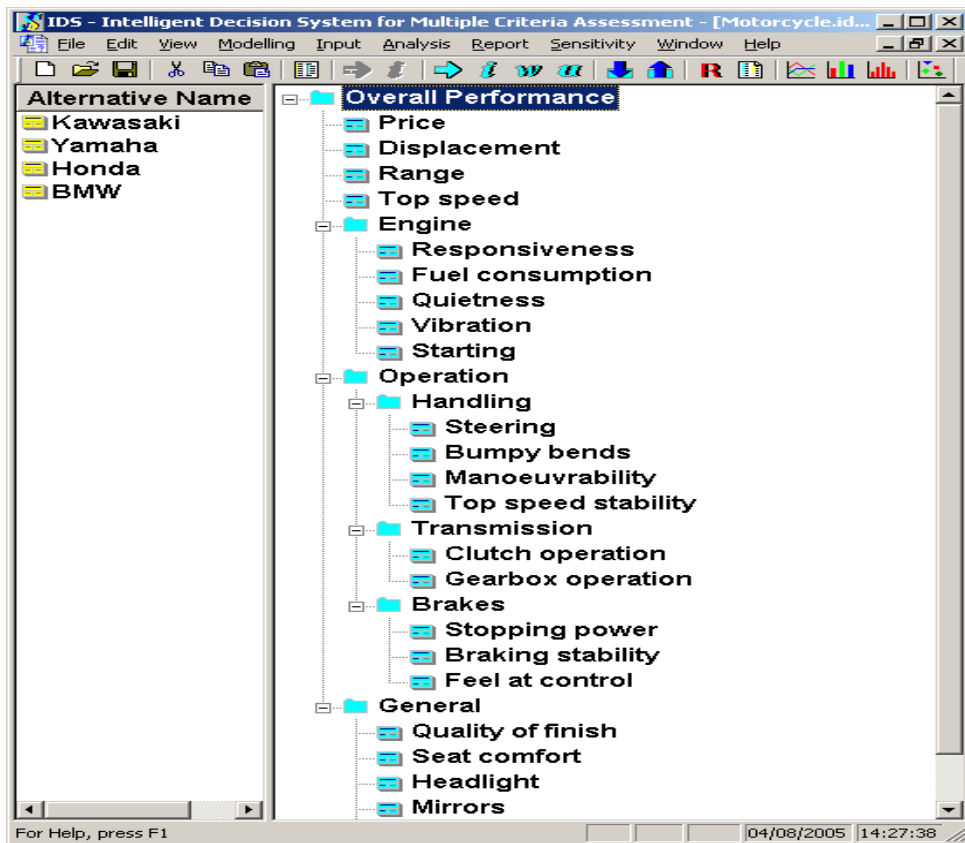 IDS - Intelligent Decision System for Multiple Criteria Assessment - [Motorcycle.id...
File Edit View Modelling Input Analysis Report Sensitivity Window Help
i i w a R
Alternative Name
Kawasaki
Yamaha
Honda
BMW
Overall Performance
Price
Displacement
Range
Top speed
Engine
Responsiveness
Fuel consumption
Quietness
Vibration
Starting
Operation
Handling
Steering
Bumpy bends
Manoeuvrability
Top speed stability
Transmission
Clutch operation
Gearbox operation
Brakes
Stopping power
Braking stability
Feel at control
General
Quality of finish
Seat comfort
Headlight
Mirrors
For Help, press F1
04/08/2005 14:27:38